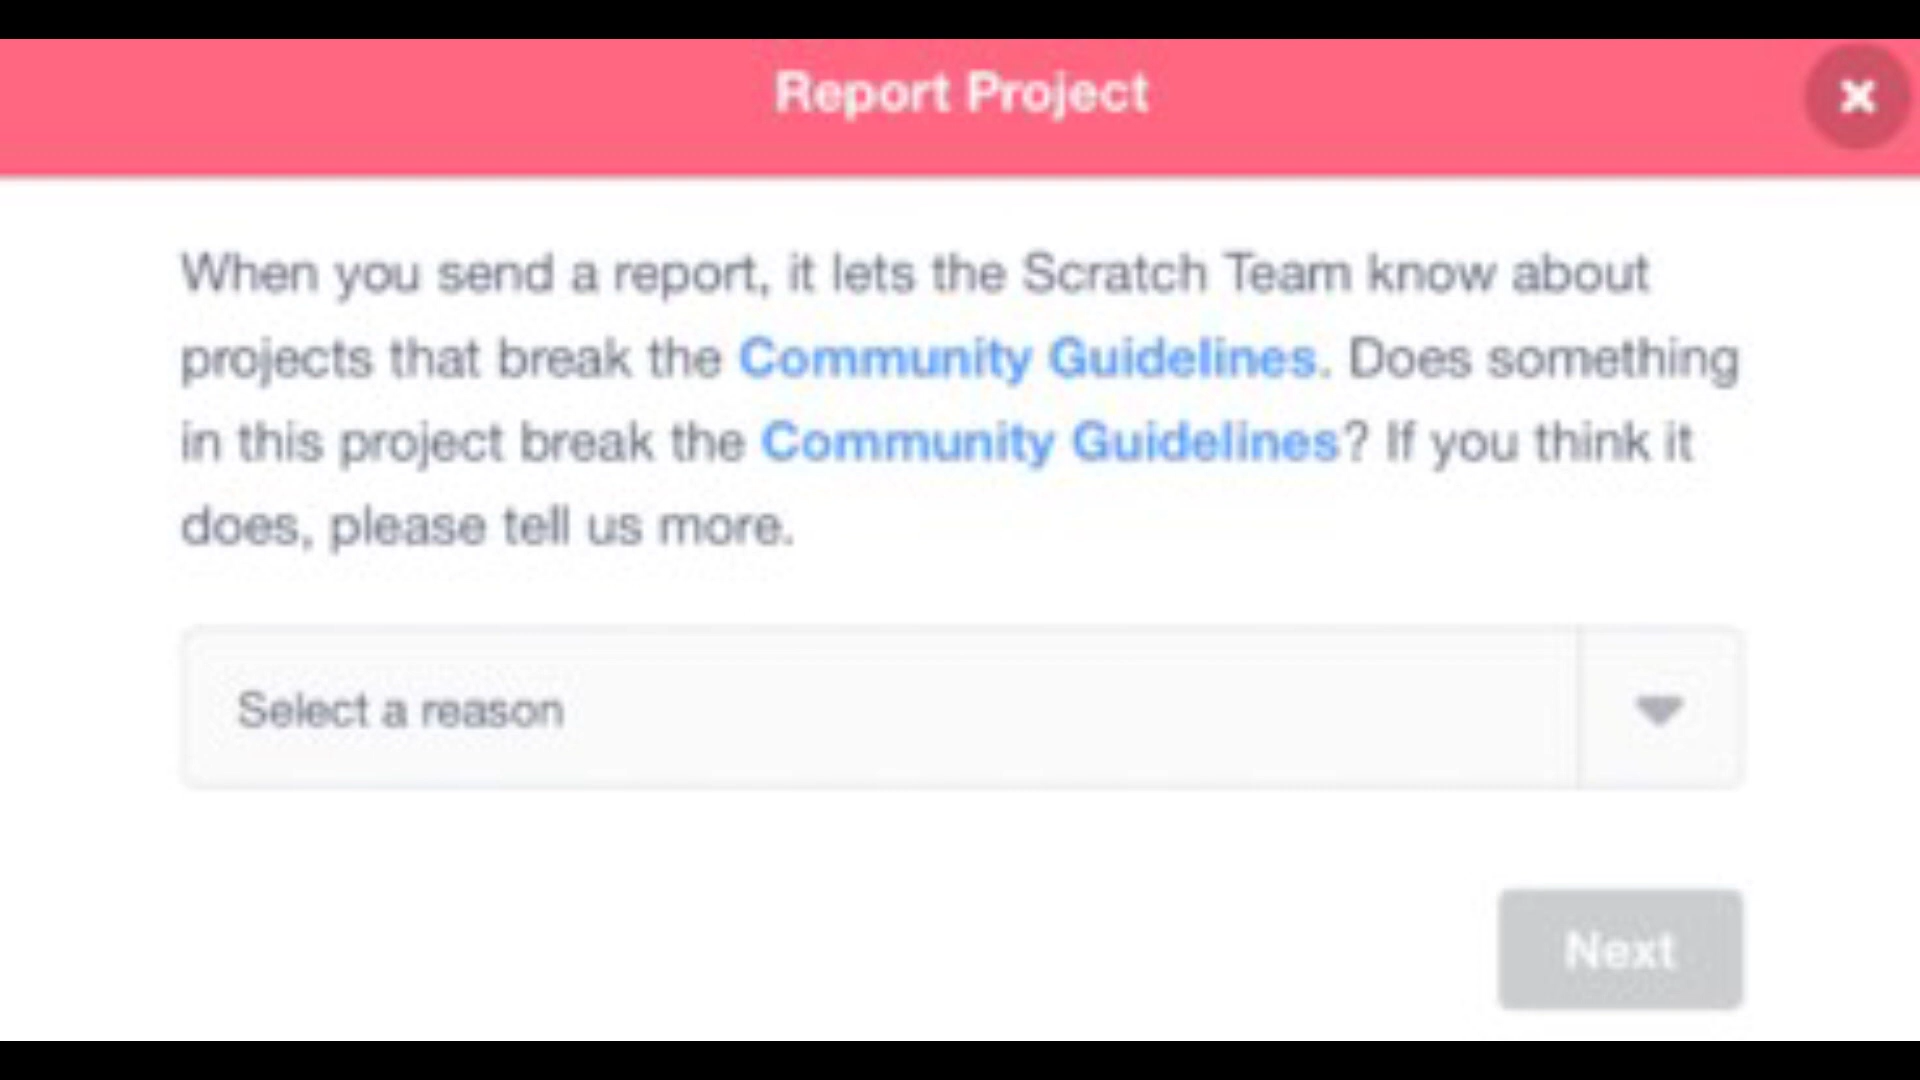 Report Project
When you send a report, it lets the Scratch Team know about
projects that break the Community Guidelines. Does something
in this project break the Community Guidelines? If you think it
does, please tell us more.
Select a reason
Next